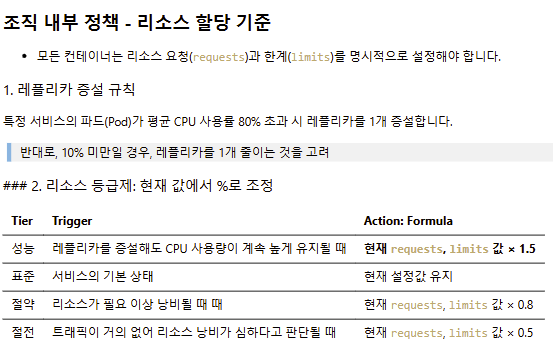 조직 내부 정책 - 리소스 할당 기준
• 모든 컨테이너는 리소스 요청(requests)과 한계(limits)를 명시적으로 설정해야 합니다.
1. 레플리카 증설 규칙
특정 서비스의 파드(Pod)가 평균 CPU 사용률 80% 초과 시 레플리카를 1개 증설합니다.
반대로, 10% 미만일 경우, 레플리카를 1개 줄이는 것을 고려
### 2. 리소스 등급제: 현재 값에서 %로 조정
Tier Trigger Action: Formula
성능 레플리카를 증설해도 CPU 사용량이 계속 높게 유지될 때 현재 requests, limits 값 × 1.5
표준 서비스의 기본 상태 현재 설정값 유지
절약 리소스가 필요 이상 낭비될 때 때 현재 requests, limits 값 × 0.8
절전 트래픽이 거의 없어 리소스 낭비가 심하다고 판단될 때 현재 requests, limits 값 × 0.5